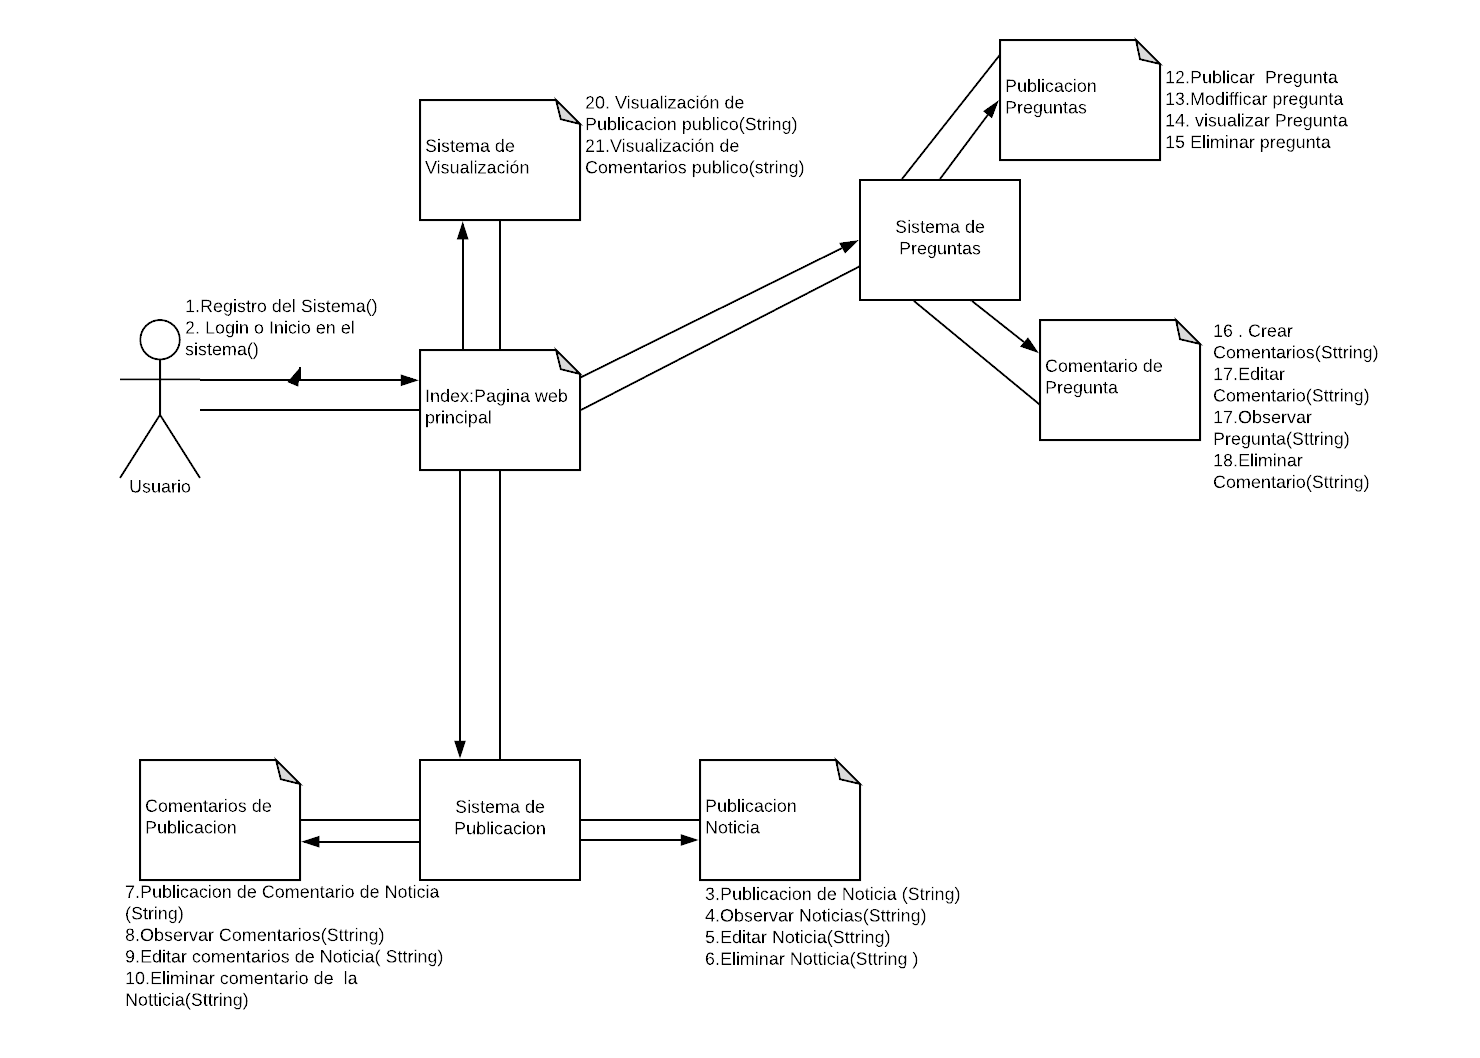 Publicacion
Preguntas
12.Publicar  Pregunta
13.Modifficar pregunta
14. visualizar Pregunta
15 Eliminar pregunta
Sistema de
Visualización
20. Visualización de
Publicacion publico(String)
21.Visualización de
Comentarios publico(string)
Sistema de
Preguntas
1.Registro del Sistema()
2. Login o Inicio en el
sistema()
Usuario
Index:Pagina web
principal
Comentario de
Pregunta
16 . Crear
Comentarios(Sttring)
17.Editar
Comentario(Sttring)
17.Observar
Pregunta(Sttring)
18.Eliminar
Comentario(Sttring)
Comentarios de
Publicacion
Sistema de
Publicacion
Publicacion
Noticia
7.Publicacion de Comentario de Noticia
(String)
8.Observar Comentarios(Sttring)
9.Editar comentarios de Noticia( Sttring)
10.Eliminar comentario de  la
Notticia(Sttring)
3.Publicacion de Noticia (String)
4.Observar Noticias(Sttring)
5.Editar Noticia(Sttring)
6.Eliminar Notticia(Sttring )